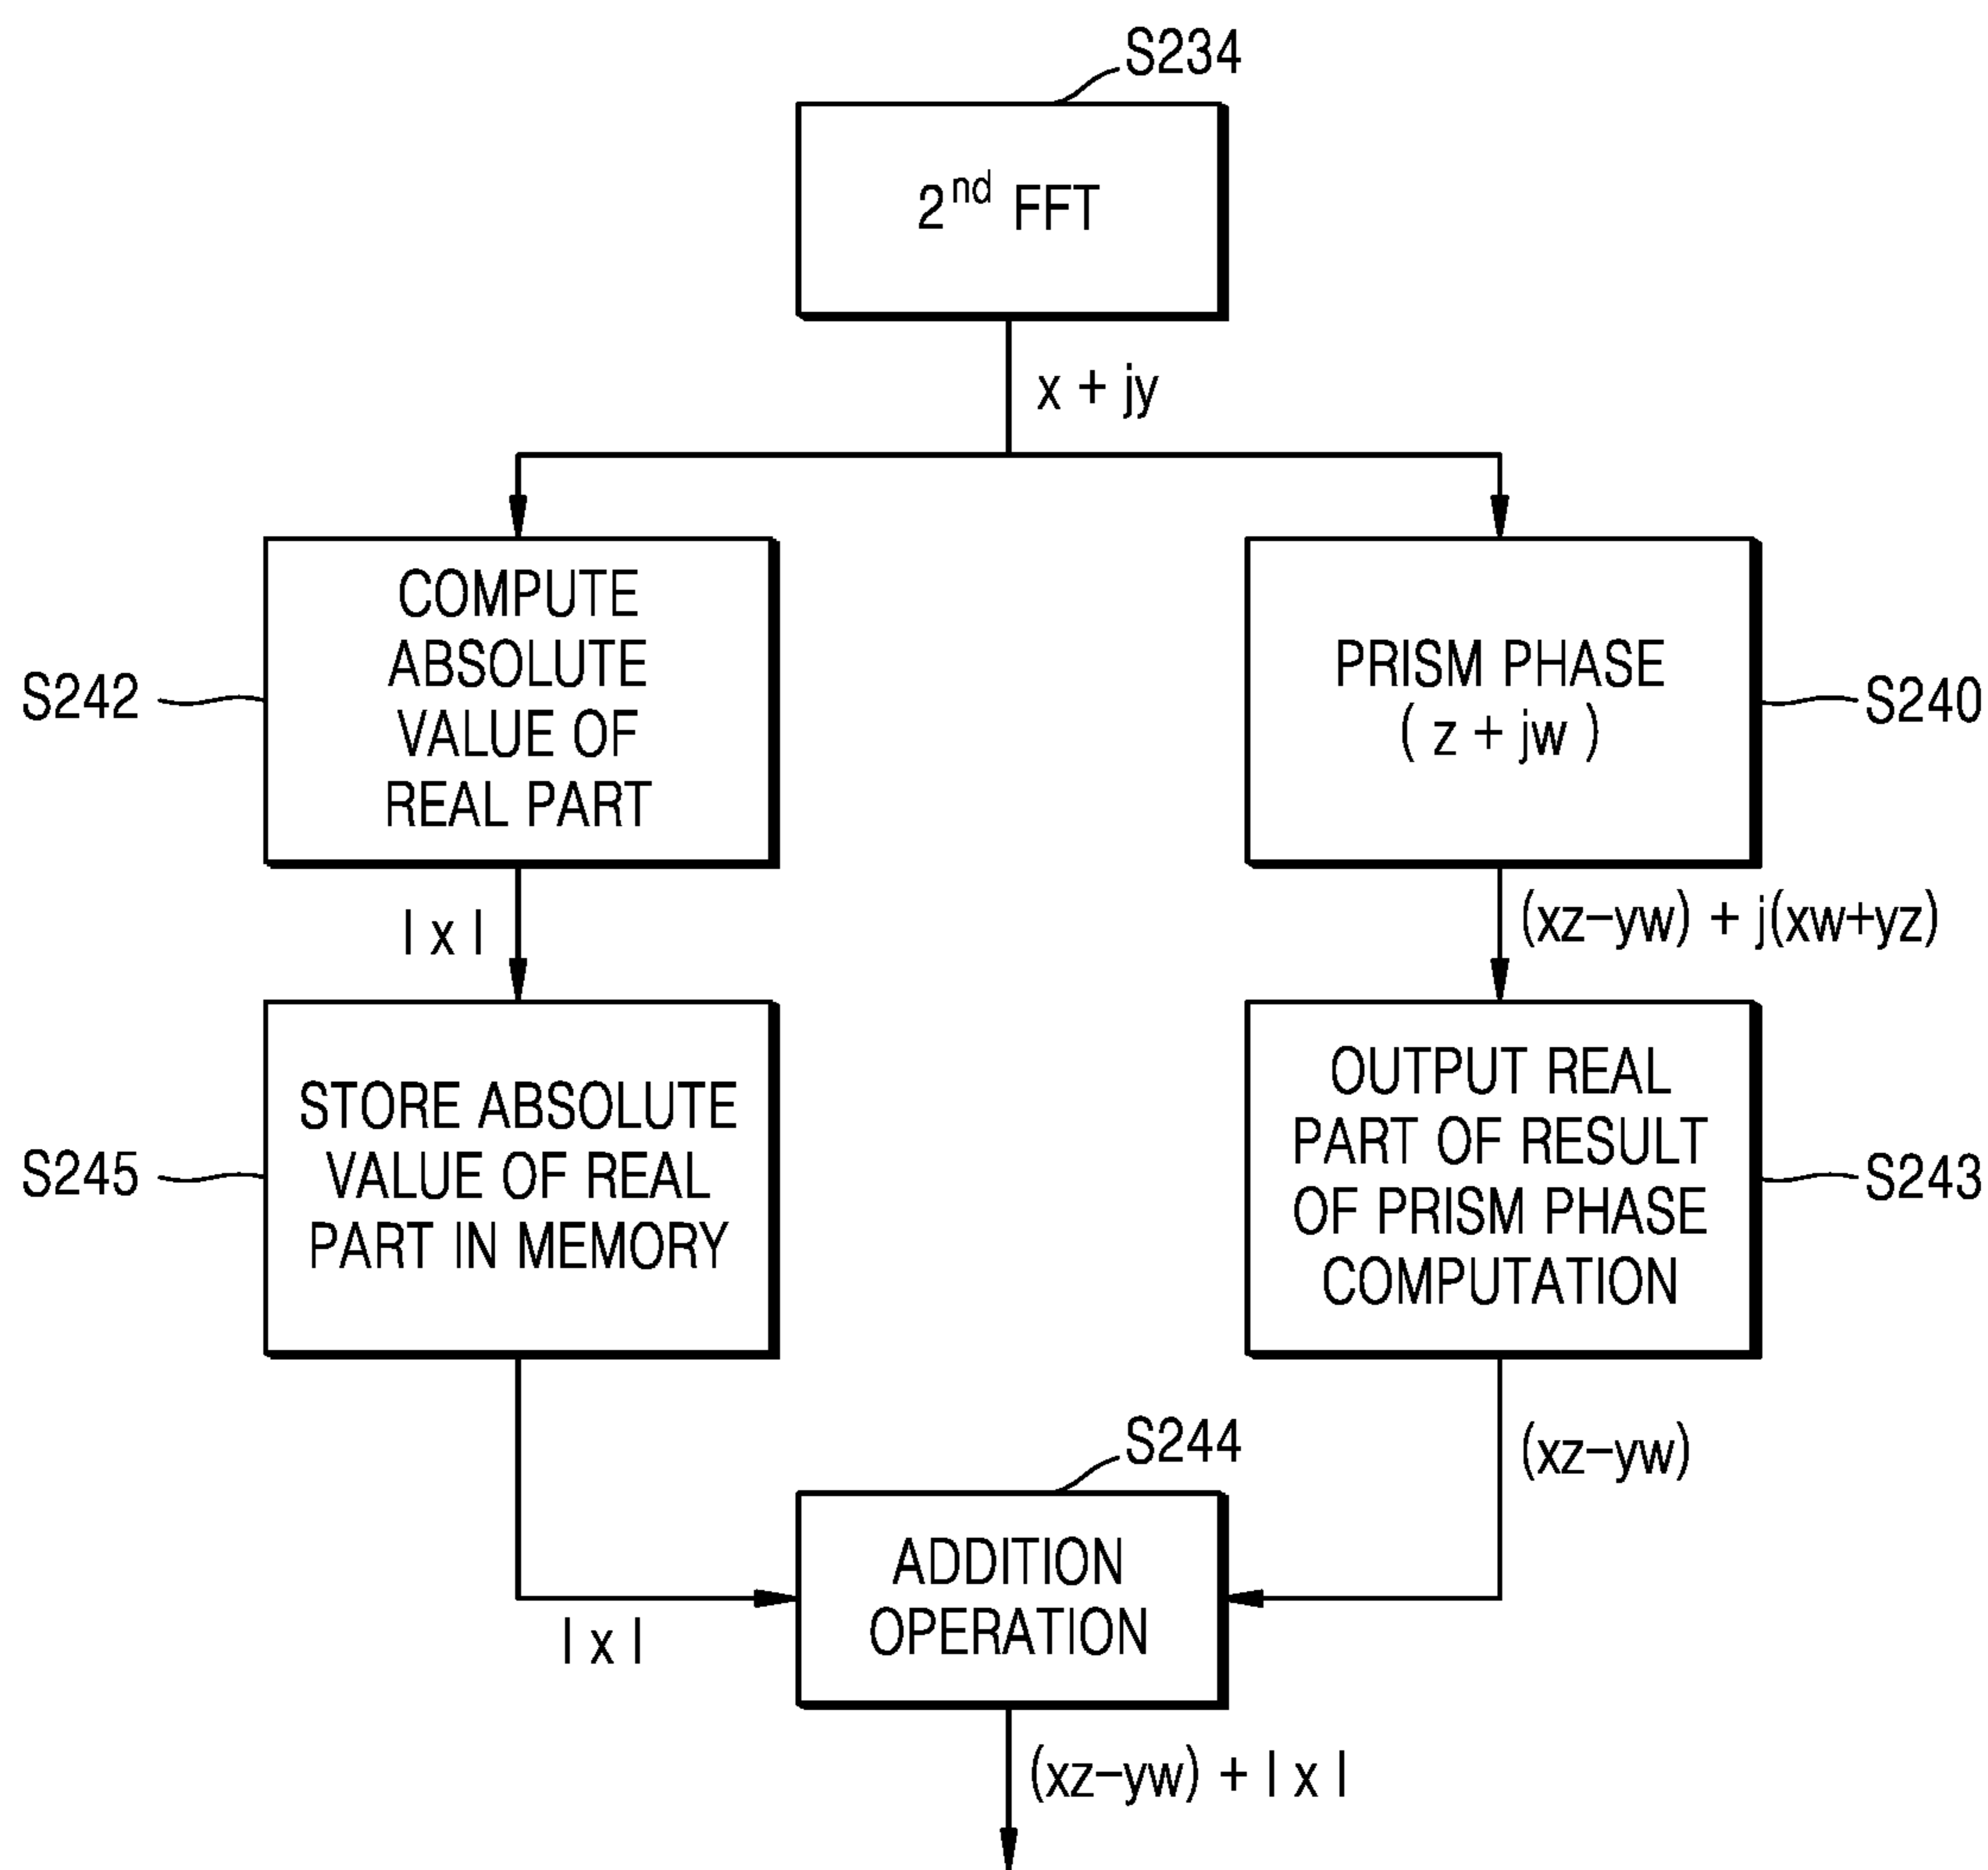 S234
2nd FFT
x + jy
COMPUTE
ABSOLUTE
VALUE OF
REAL PART
S242
PRISM PHASE
( z + jw )
S240
| x |
(xz-yw) + j(xw+yz)
STORE ABSOLUTE
VALUE OF REAL
PART IN MEMORY
S245
OUTPUT REAL
PART OF RESULT
OF PRISM PHASE
COMPUTATION
S243
S244
(xz-yw)
ADDITION
OPERATION
| x |
(xz-yw) + | x |